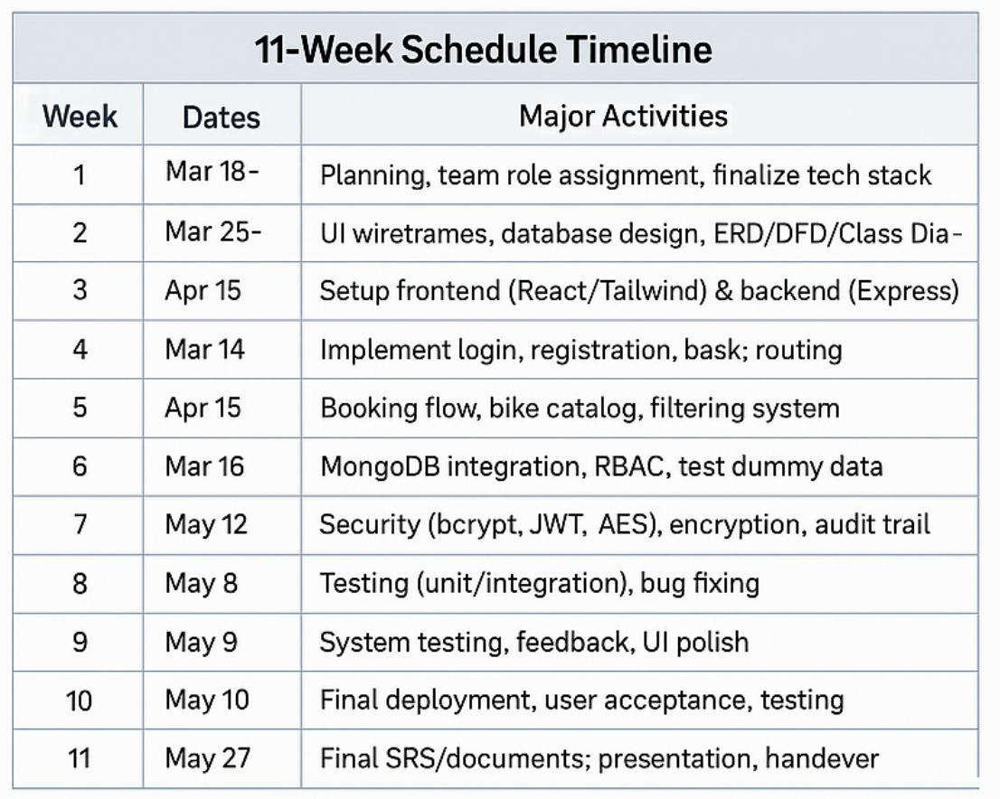 11-Week Schedule Timeline
Week Dates Major Activities
1 Mar 18- Planning, team role assignment, finalize tech stack
2 Mar 25- UI wiretrames, database design, ERD/DFD/Class Dia-
3 Apr 15 Setup frontend (React/Tailwind) & backend (Express)
4 Mar 14 Implement login, registration, bask; routing
5 Apr 15 Booking flow, bike catalog, filtering system
6 Mar 16 MongoDB integration, RBAC, test dummy data
7 May 12 Security (bcrypt, JWT, AES), encryption, audit trail
8 May 8 Testing (unit/integration), bug fixing
9 May 9 System testing, feedback, UI polish
10 May 10 Final deployment, user acceptance, testing
11 May 27 Final SRS/documents; presentation, handever